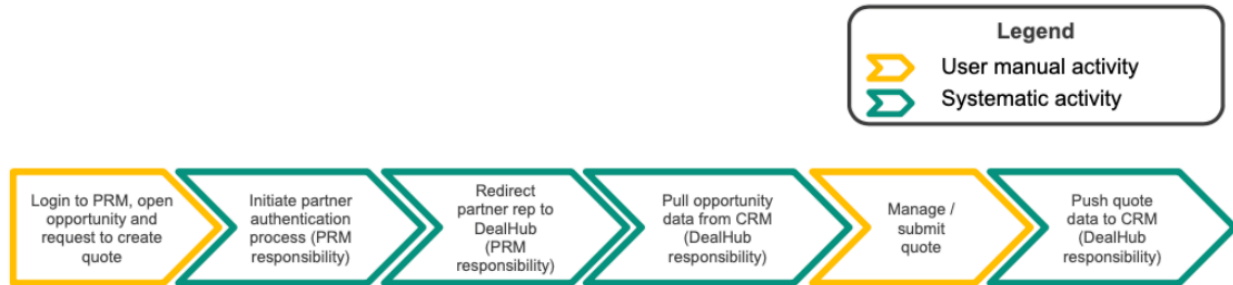 Legend
User manual activity
Systematic activity
Login to PRM, open
opportunity and
request to create
quote
Initiate partner
authentication
process (PRM
responsibility)
Redirect
partner rep to
DealHub
(PRM
responsibility)
Pull opportunity
data from CRM
(DealHub
responsibility)
Manage /
submit
quote
Push quote
data to CRM
(DealHub
responsibility)